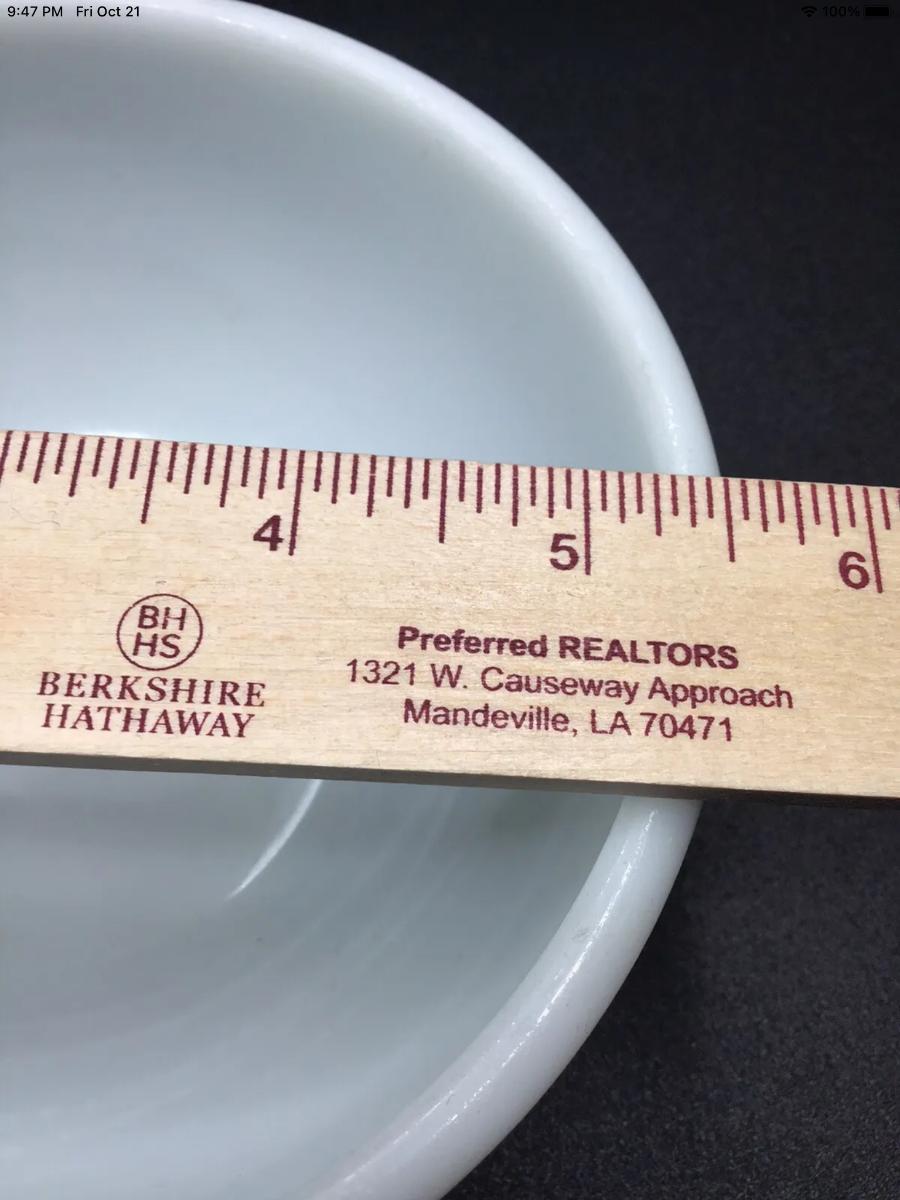 9:47 PM Fri Oct 21
100%
4
5
6
BH
HS
BERKSHIRE
HATHAWAY
Preferred REALTORS
1321 W. Causeway Approach
Mandeville, LA 70471